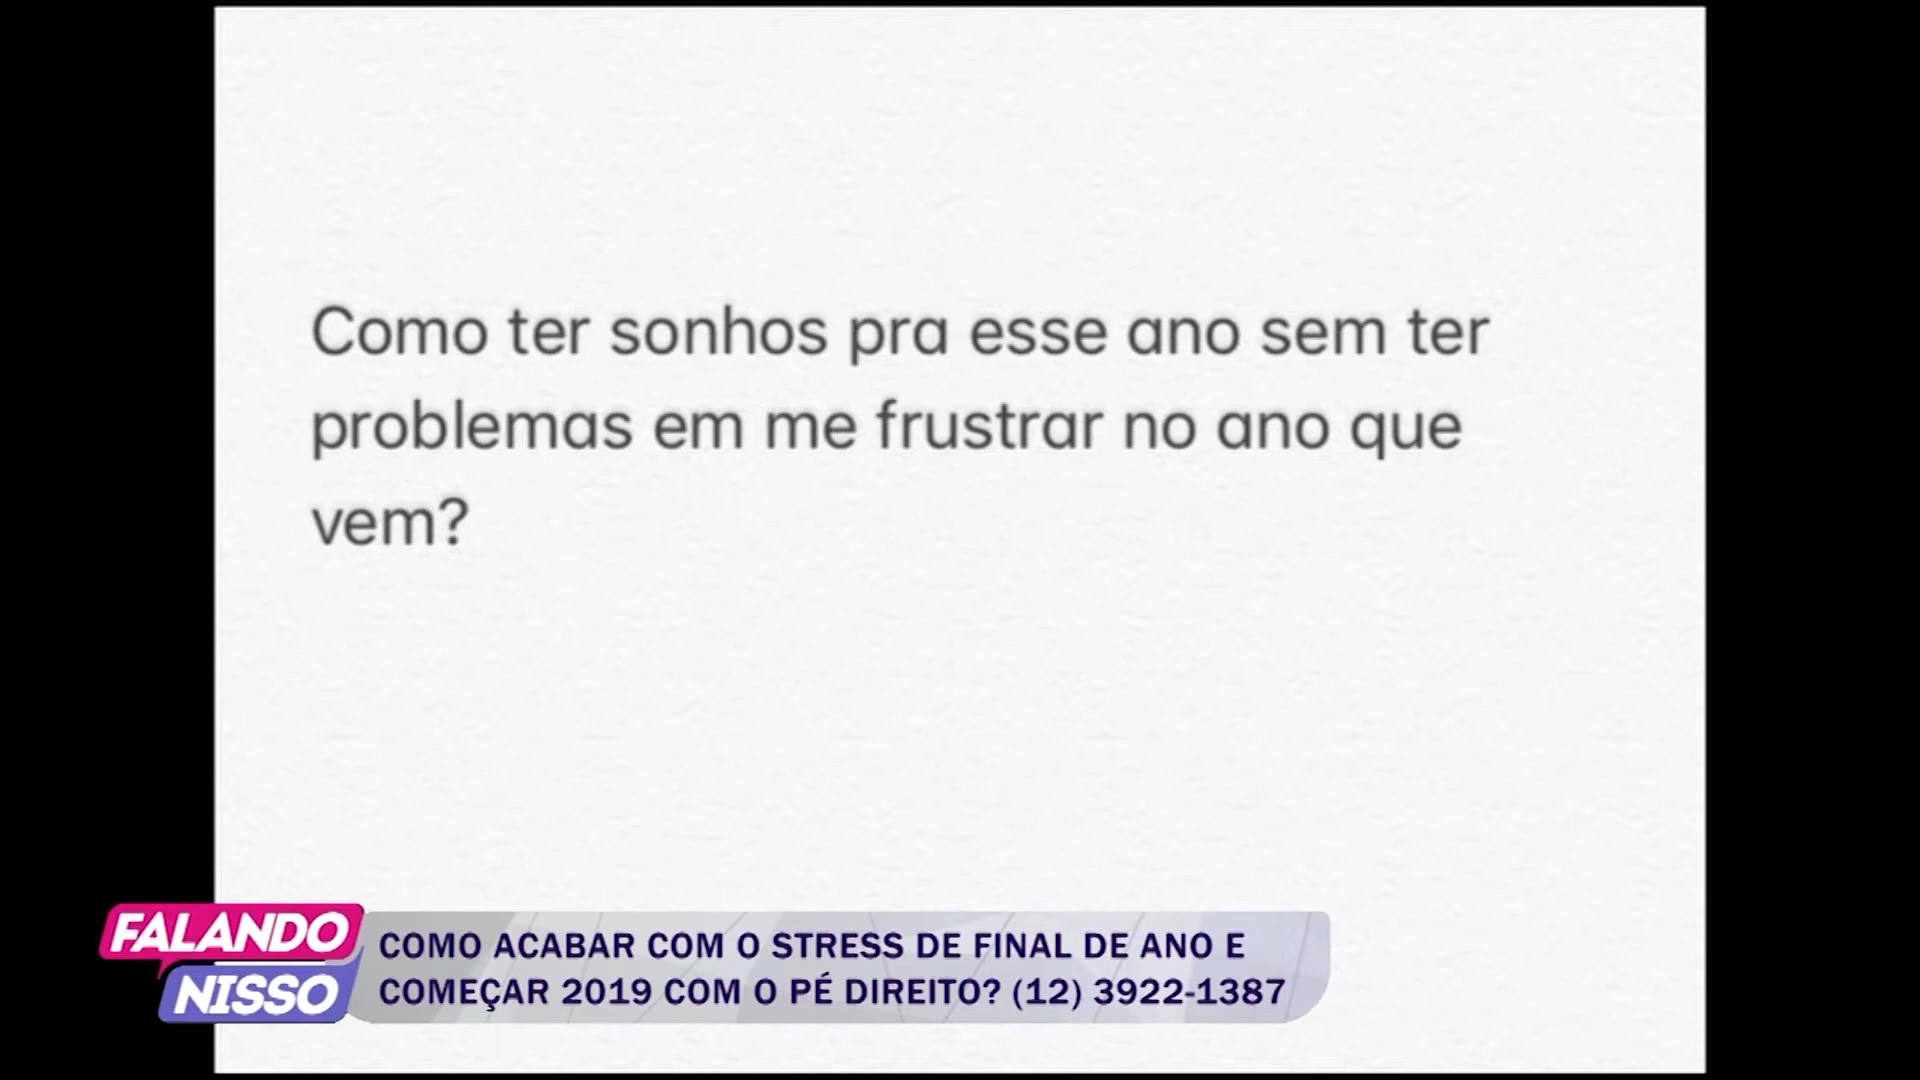 Como ter sonhos pra esse ano sem ter
problemas em me frustrar no ano que
vem?
FALANDO
NISSO
COMO ACABAR COM O STRESS DE FINAL DE ANO E
COMEÇAR 2019 COM O PÉ DIREITO? (12) 3922-1387